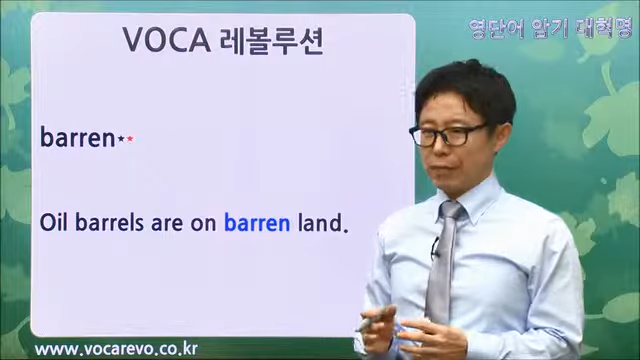 VOCA 레볼루션
영단어 암기 대혁명
barren⋆⋆
Oil barrels are on barren land.
www.vocarevo.co.kr